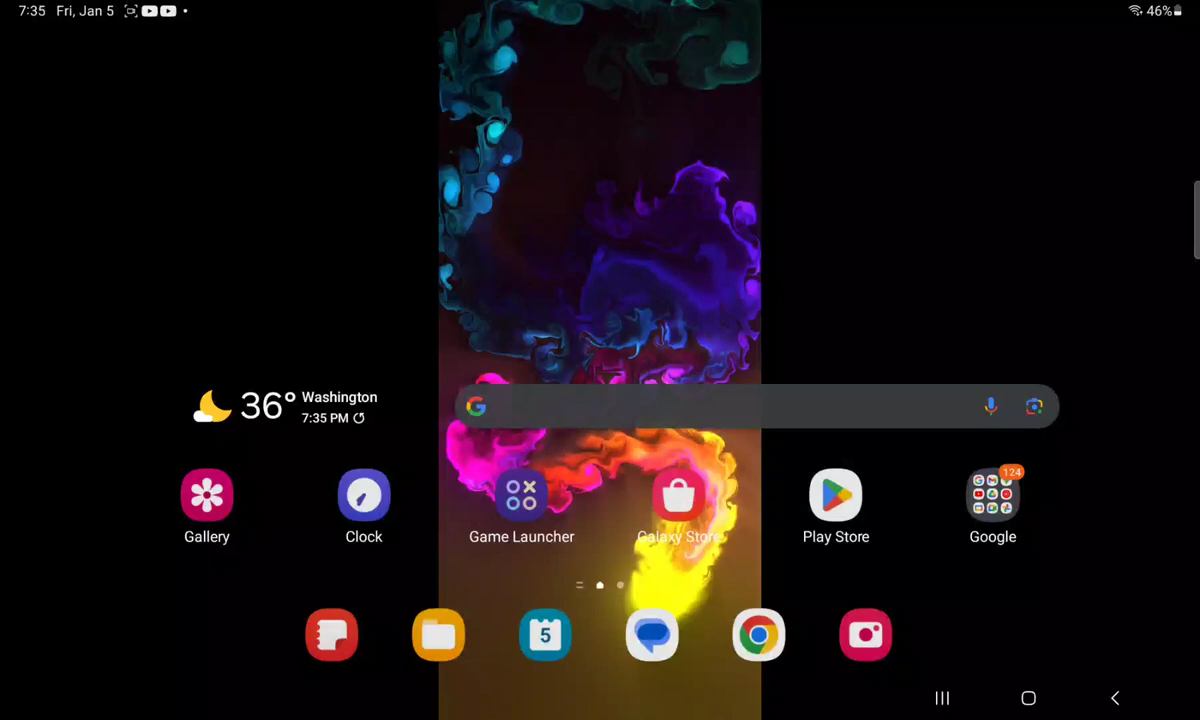 7:35 Fri, Jan 5
46%
36° Washington
7:35 PM
124
Gallery
Clock
Game Launcher
Galaxy Store
Play Store
Google
5